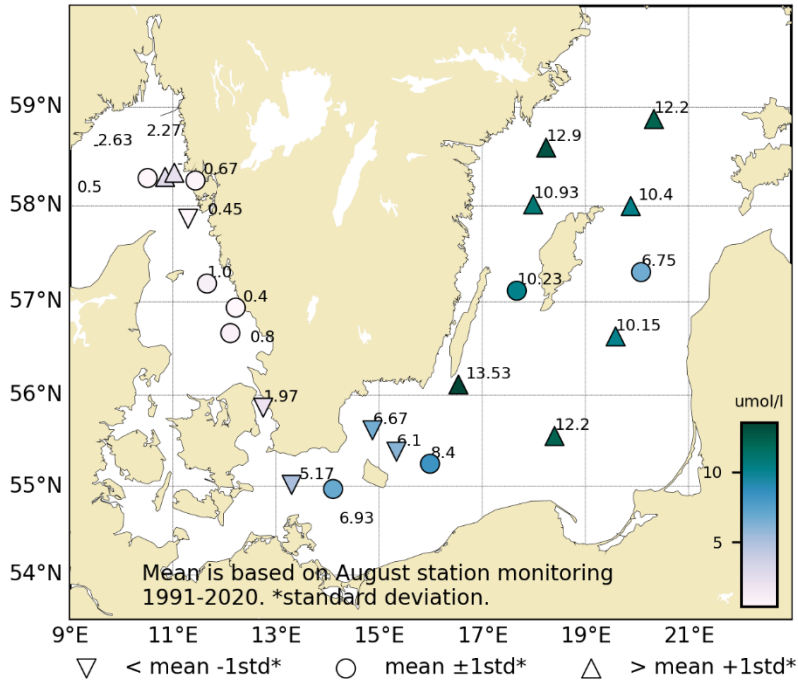 59°N
58°N
57°N
56°N
55°N
54°N
12.2
2.27
2.63
12.9
0.67
0.5
10.93
10.4
0.45
1.0
6.75
10.23
0.4
0.8
10.15
13.53
1.97
umol/l
6.67
6.1
12.2
8.4
5.17
10
6.93
5
Mean is based on August station monitoring
1991-2020. *standard deviation.
9°E 11°E 13°E 15°E 17°E 19°E 21°E
▽ < mean -1std* ○ mean ±1std* △ > mean +1std*